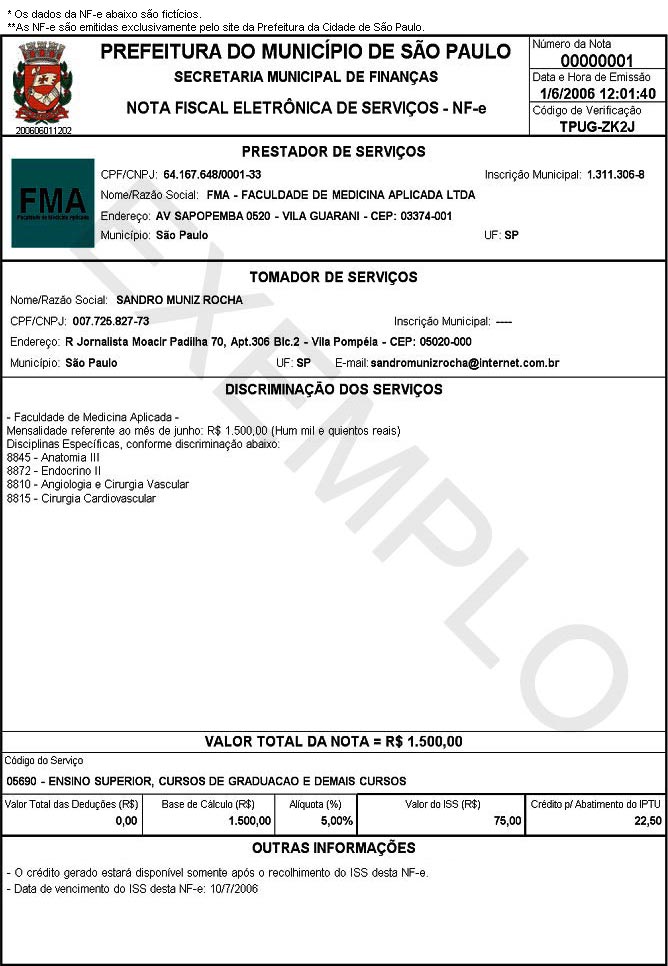 * Os dados da NF-e abaixo são fictícios.
**As NF-e são emitidas exclusivamente pelo site da Prefeitura da Cidade de São Paulo.
PREFEITURA DO MUNICÍPIO DE SÃO PAULO
SECRETARIA MUNICIPAL DE FINANÇAS
NOTA FISCAL ELETRÔNICA DE SERVIÇOS - NF-e
200606011202
Número da Nota
00000001
Data e Hora de Emissão
1/6/2006 12:01:40
Código de Verificação
TPUG-ZK2J
PRESTADOR DE SERVIÇOS
FMA
Faculdade de Medicina Aplicada
CPF/CNPJ: 64.167.648/0001-33 Inscrição Municipal: 1.311.306-8
Nome/Razão Social: FMA - FACULDADE DE MEDICINA APLICADA LTDA
Endereço: AV SAPOPEMBA 0520 - VILA GUARANI - CEP: 03374-001
Município: São Paulo UF: SP
TOMADOR DE SERVIÇOS
Nome/Razão Social: SANDRO MUNIZ ROCHA
CPF/CNPJ: 007.725.827-73 Inscrição Municipal: ----
Endereço: R Jornalista Moacir Padilha 70, Apt.306 Blc.2 - Vila Pompéia - CEP: 05020-000
Município: São Paulo UF: SP E-mail: sandromunizrocha@internet.com.br
DISCRIMINAÇÃO DOS SERVIÇOS
- Faculdade de Medicina Aplicada -
Mensalidade referente ao mês de junho: R$ 1.500,00 (Hum mil e quientos reais)
Disciplinas Específicas, conforme discriminação abaixo:
8845 - Anatomia III
8872 - Endocrino II
8810 - Angiologia e Cirurgia Vascular
8815 - Cirurgia Cardiovascular
EXEMPLO
VALOR TOTAL DA NOTA = R$ 1.500,00
Código do Serviço
05690 - ENSINO SUPERIOR, CURSOS DE GRADUACAO E DEMAIS CURSOS
Valor Total das Deduções (R$) Base de Cálculo (R$) Alíquota (%) Valor do ISS (R$) Crédito p/ Abatimento do IPTU
0,00 1.500,00 5,00% 75,00 22,50
OUTRAS INFORMAÇÕES
- O crédito gerado estará disponível somente após o recolhimento do ISS desta NF-e.
- Data de vencimento do ISS desta NF-e: 10/7/2006